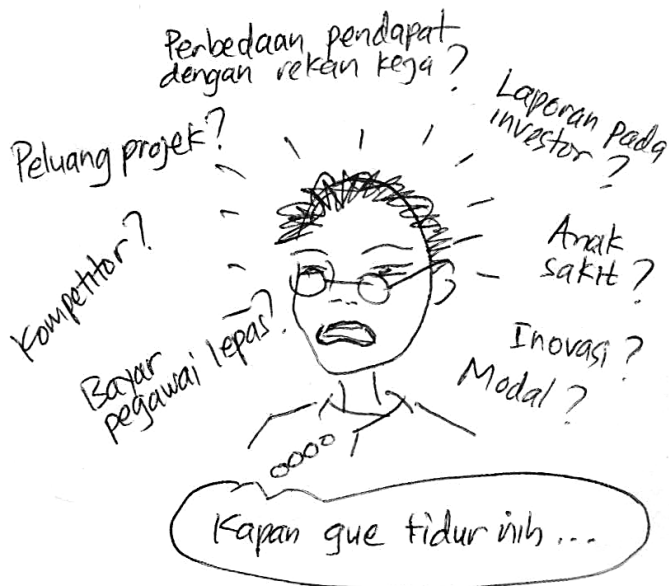 Perbedaan pendapat
dengan rekan keja?
Laporan pada
investor?
Peluang projek?
Anak
sakit?
Kompetitor?
Inovasi?
Bayar
pegawai lepas?
Modal?
Kapan gue tidur nih...